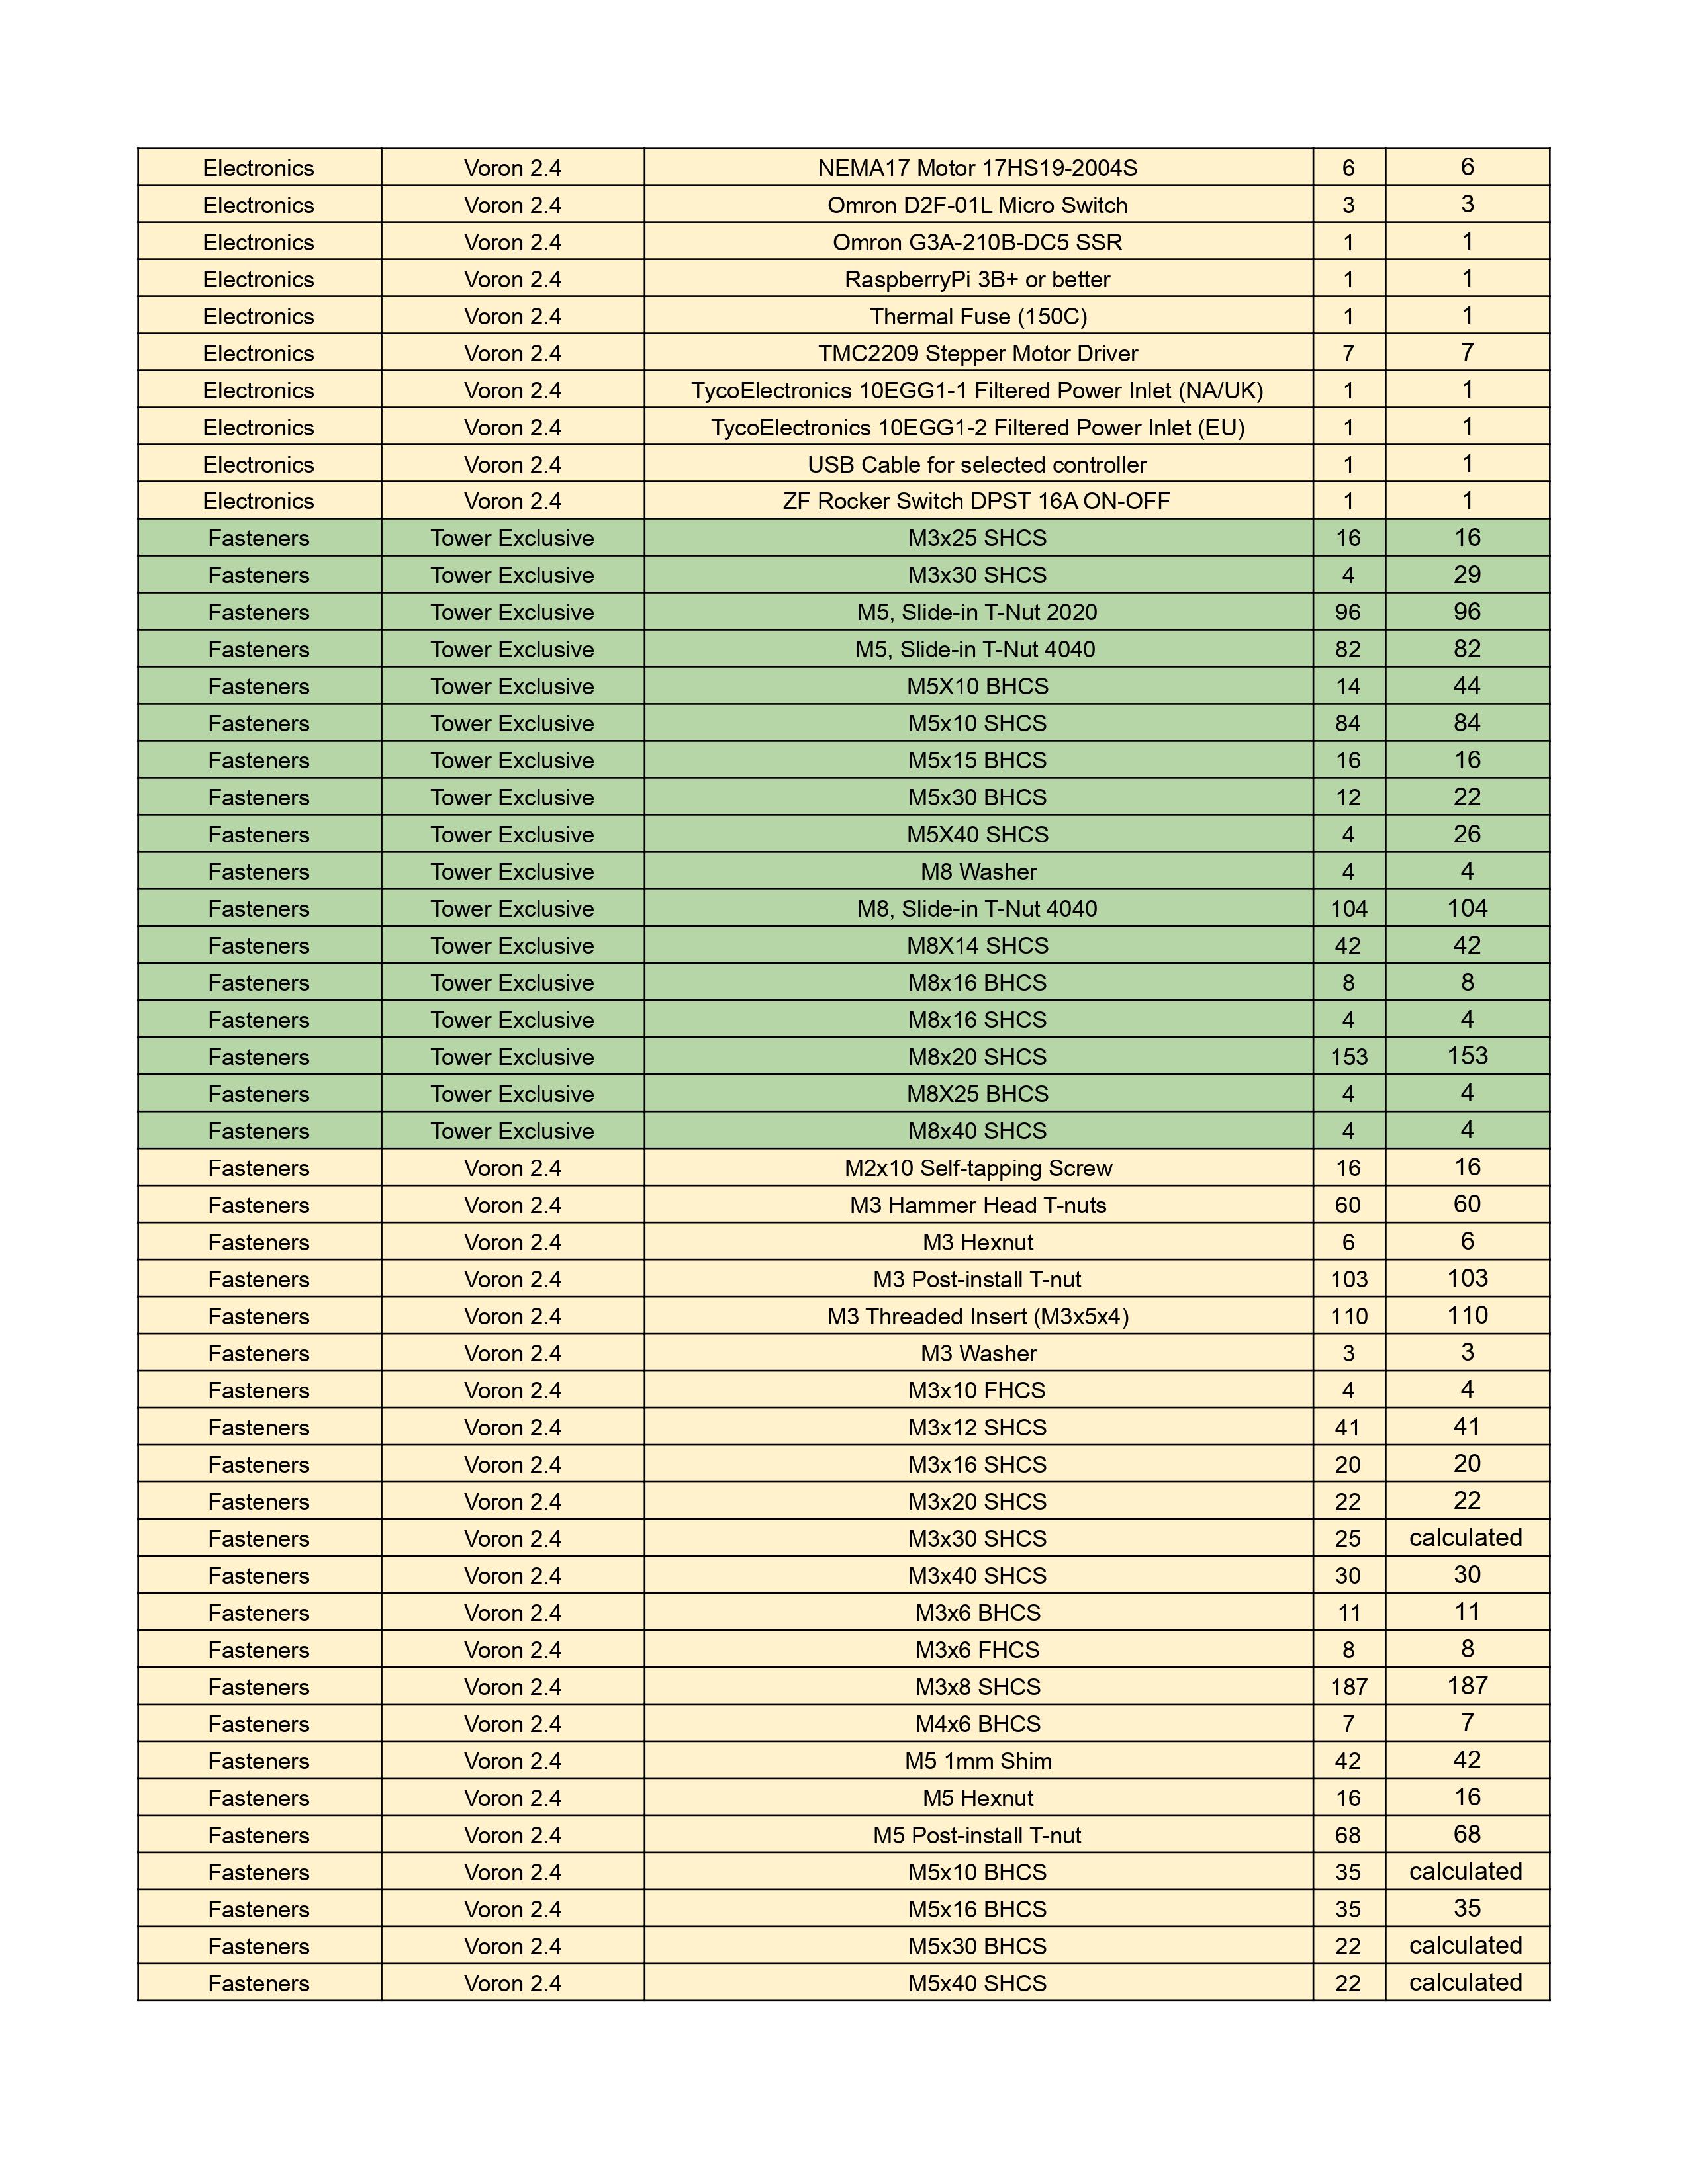 Electronics Voron 2.4 NEMA17 Motor 17HS19-2004S 6 6
Electronics Voron 2.4 Omron D2F-01L Micro Switch 3 3
Electronics Voron 2.4 Omron G3A-210B-DC5 SSR 1 1
Electronics Voron 2.4 RaspberryPi 3B+ or better 1 1
Electronics Voron 2.4 Thermal Fuse (150C) 1 1
Electronics Voron 2.4 TMC2209 Stepper Motor Driver 7 7
Electronics Voron 2.4 TycoElectronics 10EGG1-1 Filtered Power Inlet (NA/UK) 1 1
Electronics Voron 2.4 TycoElectronics 10EGG1-2 Filtered Power Inlet (EU) 1 1
Electronics Voron 2.4 USB Cable for selected controller 1 1
Electronics Voron 2.4 ZF Rocker Switch DPST 16A ON-OFF 1 1
Fasteners Tower Exclusive M3x25 SHCS 16 16
Fasteners Tower Exclusive M3x30 SHCS 4 29
Fasteners Tower Exclusive M5, Slide-in T-Nut 2020 96 96
Fasteners Tower Exclusive M5, Slide-in T-Nut 4040 82 82
Fasteners Tower Exclusive M5X10 BHCS 14 44
Fasteners Tower Exclusive M5x10 SHCS 84 84
Fasteners Tower Exclusive M5x15 BHCS 16 16
Fasteners Tower Exclusive M5x30 BHCS 12 22
Fasteners Tower Exclusive M5X40 SHCS 4 26
Fasteners Tower Exclusive M8 Washer 4 4
Fasteners Tower Exclusive M8, Slide-in T-Nut 4040 104 104
Fasteners Tower Exclusive M8X14 SHCS 42 42
Fasteners Tower Exclusive M8x16 BHCS 8 8
Fasteners Tower Exclusive M8x16 SHCS 4 4
Fasteners Tower Exclusive M8x20 SHCS 153 153
Fasteners Tower Exclusive M8X25 BHCS 4 4
Fasteners Tower Exclusive M8x40 SHCS 4 4
Fasteners Voron 2.4 M2x10 Self-tapping Screw 16 16
Fasteners Voron 2.4 M3 Hammer Head T-nuts 60 60
Fasteners Voron 2.4 M3 Hexnut 6 6
Fasteners Voron 2.4 M3 Post-install T-nut 103 103
Fasteners Voron 2.4 M3 Threaded Insert (M3x5x4) 110 110
Fasteners Voron 2.4 M3 Washer 3 3
Fasteners Voron 2.4 M3x10 FHCS 4 4
Fasteners Voron 2.4 M3x12 SHCS 41 41
Fasteners Voron 2.4 M3x16 SHCS 20 20
Fasteners Voron 2.4 M3x20 SHCS 22 22
Fasteners Voron 2.4 M3x30 SHCS 25 calculated
Fasteners Voron 2.4 M3x40 SHCS 30 30
Fasteners Voron 2.4 M3x6 BHCS 11 11
Fasteners Voron 2.4 M3x6 FHCS 8 8
Fasteners Voron 2.4 M3x8 SHCS 187 187
Fasteners Voron 2.4 M4x6 BHCS 7 7
Fasteners Voron 2.4 M5 1mm Shim 42 42
Fasteners Voron 2.4 M5 Hexnut 16 16
Fasteners Voron 2.4 M5 Post-install T-nut 68 68
Fasteners Voron 2.4 M5x10 BHCS 35 calculated
Fasteners Voron 2.4 M5x16 BHCS 35 35
Fasteners Voron 2.4 M5x30 BHCS 22 calculated
Fasteners Voron 2.4 M5x40 SHCS 22 calculated